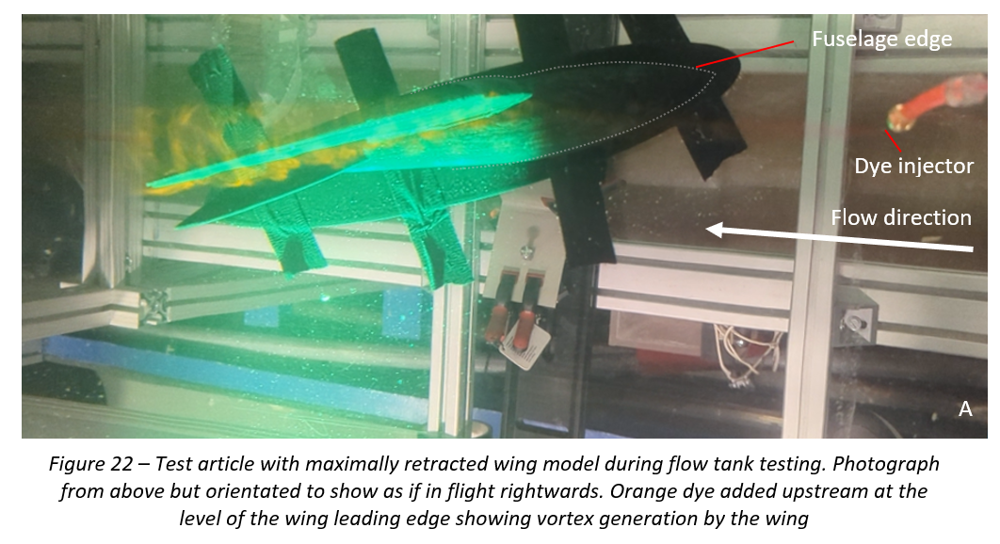 Fuselage edge
Dye injector
Flow direction
A
Figure 22 – Test article with maximally retracted wing model during flow tank testing. Photograph
from above but orientated to show as if in flight rightwards. Orange dye added upstream at the
level of the wing leading edge showing vortex generation by the wing